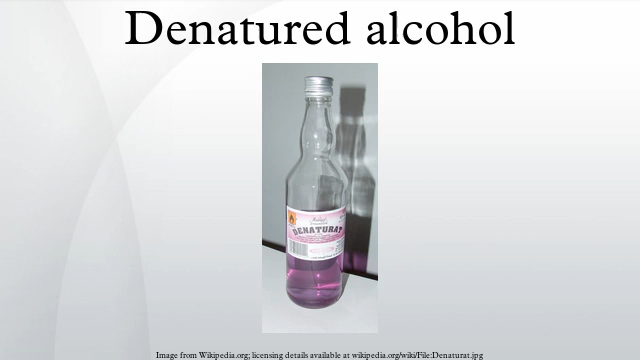 Denatured alcohol
DENATURAT
Image from Wikipedia.org; licensing details available at wikipedia.org/wiki/File:Denaturat.jpg